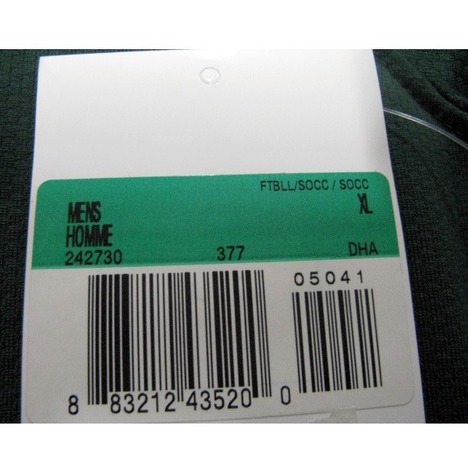 FTBLL/SOCC / SOCC
MENS XL
HOMME
242730 377 DHA
05041
8 83212 43520 0